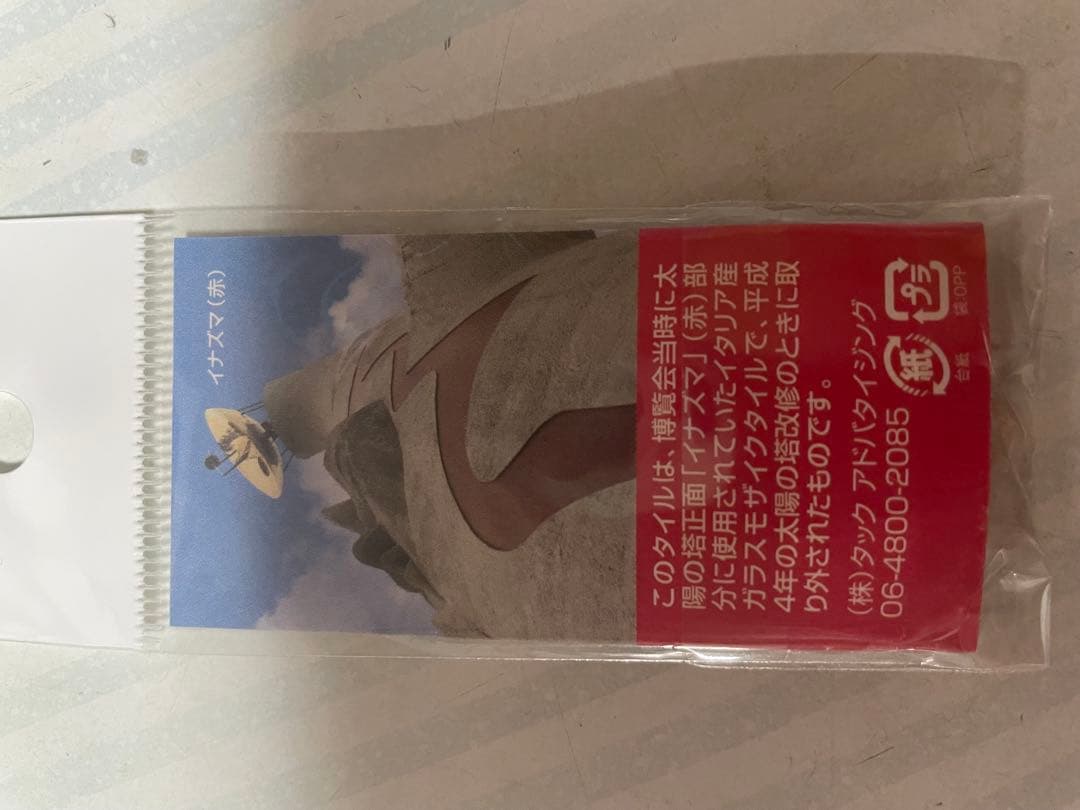 イナズマ（赤）
このタイルは、博覧会当時に太
陽の塔正面「イナズマ」（赤）部
分に使用されていたイタリア産
ガラスモザイクタイルで、平成
4年の太陽の塔改修のときに取
り外されたものです。
（株）タック アドバタイジング
06-4800-2085
紙
台紙
プラ
袋:OPP